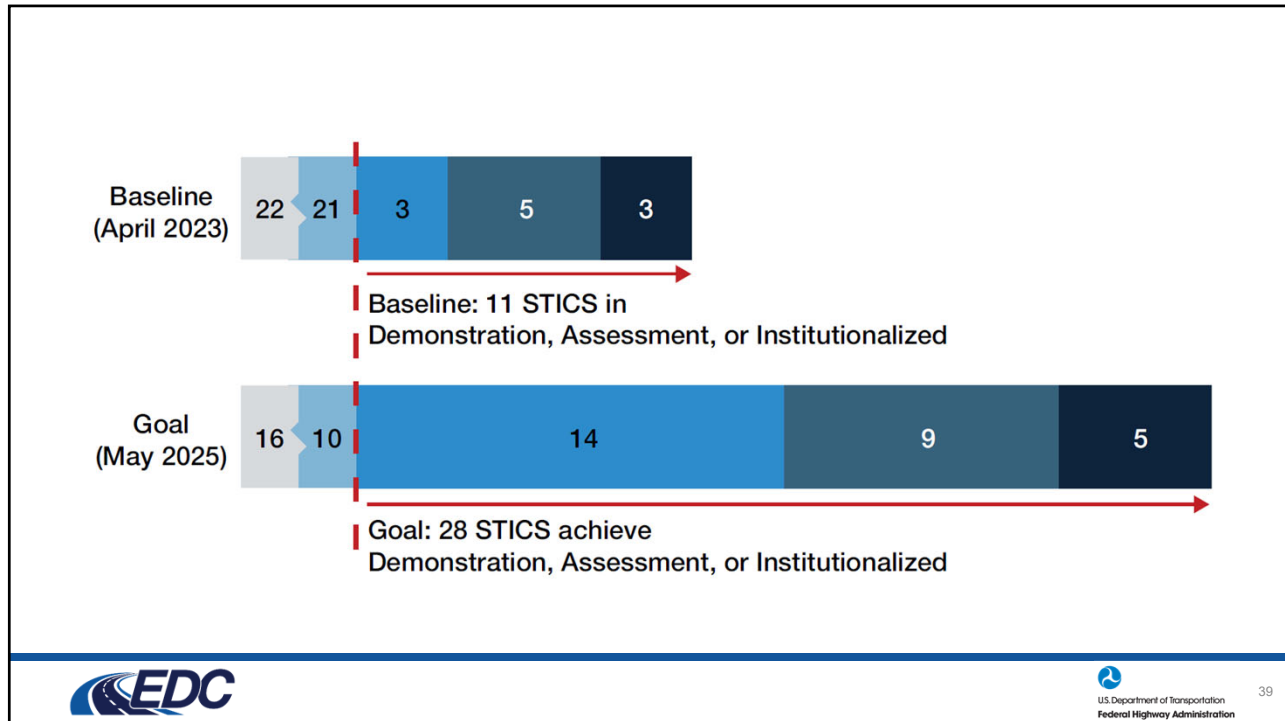 Baseline
(April 2023)
22 21 3 5 3
Baseline: 11 STICS in
Demonstration, Assessment, or Institutionalized
Goal
(May 2025)
16 10 14 9 5
Goal: 28 STICS achieve
Demonstration, Assessment, or Institutionalized
EDC
U.S. Department of Transportation
Federal Highway Administration
39